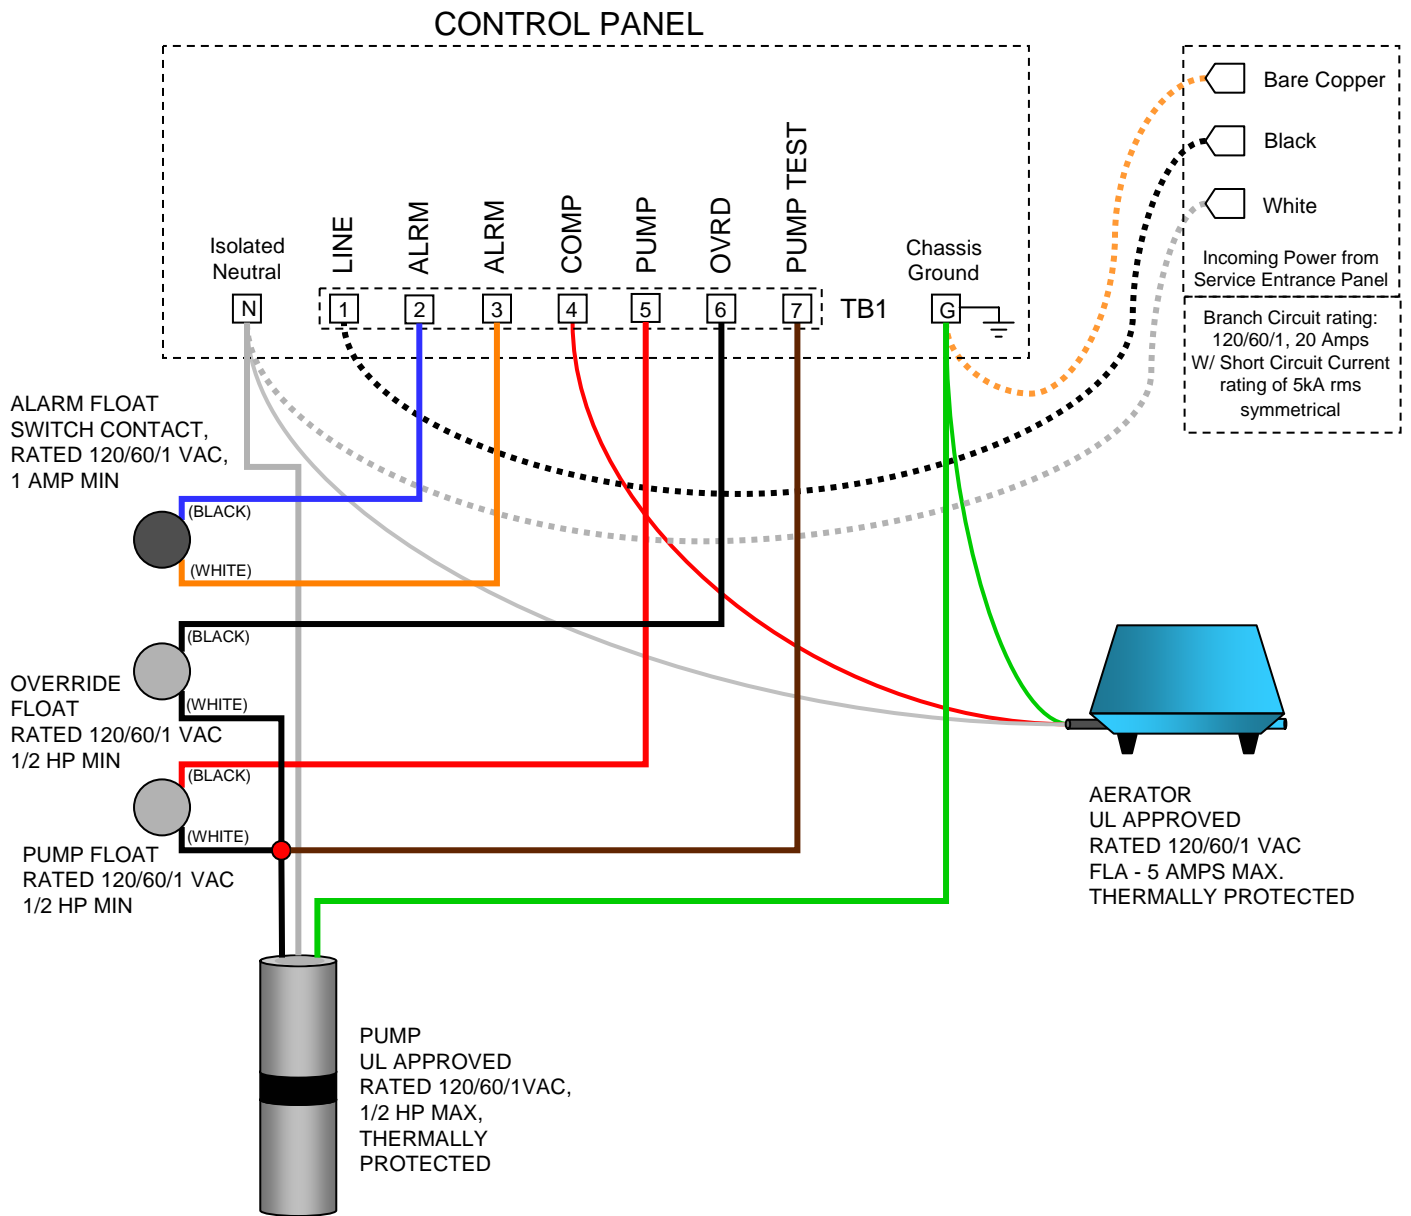 CONTROL PANEL
Bare Copper
Black
White
Incoming Power from
Service Entrance Panel
Branch Circuit rating:
120/60/1, 20 Amps
W/ Short Circuit Current
rating of 5kA rms
symmetrical
Isolated
Neutral
LINE
ALRM
ALRM
COMP
PUMP
OVRD
PUMP TEST
Chassis
Ground
N
1
2
3
4
5
6
7
TB1
G
ALARM FLOAT
SWITCH CONTACT,
RATED 120/60/1 VAC,
1 AMP MIN
(BLACK)
(WHITE)
OVERRIDE
FLOAT
RATED 120/60/1 VAC
1/2 HP MIN
(BLACK)
(WHITE)
PUMP FLOAT
RATED 120/60/1 VAC
1/2 HP MIN
(BLACK)
(WHITE)
AERATOR
UL APPROVED
RATED 120/60/1 VAC
FLA - 5 AMPS MAX.
THERMALLY PROTECTED
PUMP
UL APPROVED
RATED 120/60/1VAC,
1/2 HP MAX,
THERMALLY
PROTECTED